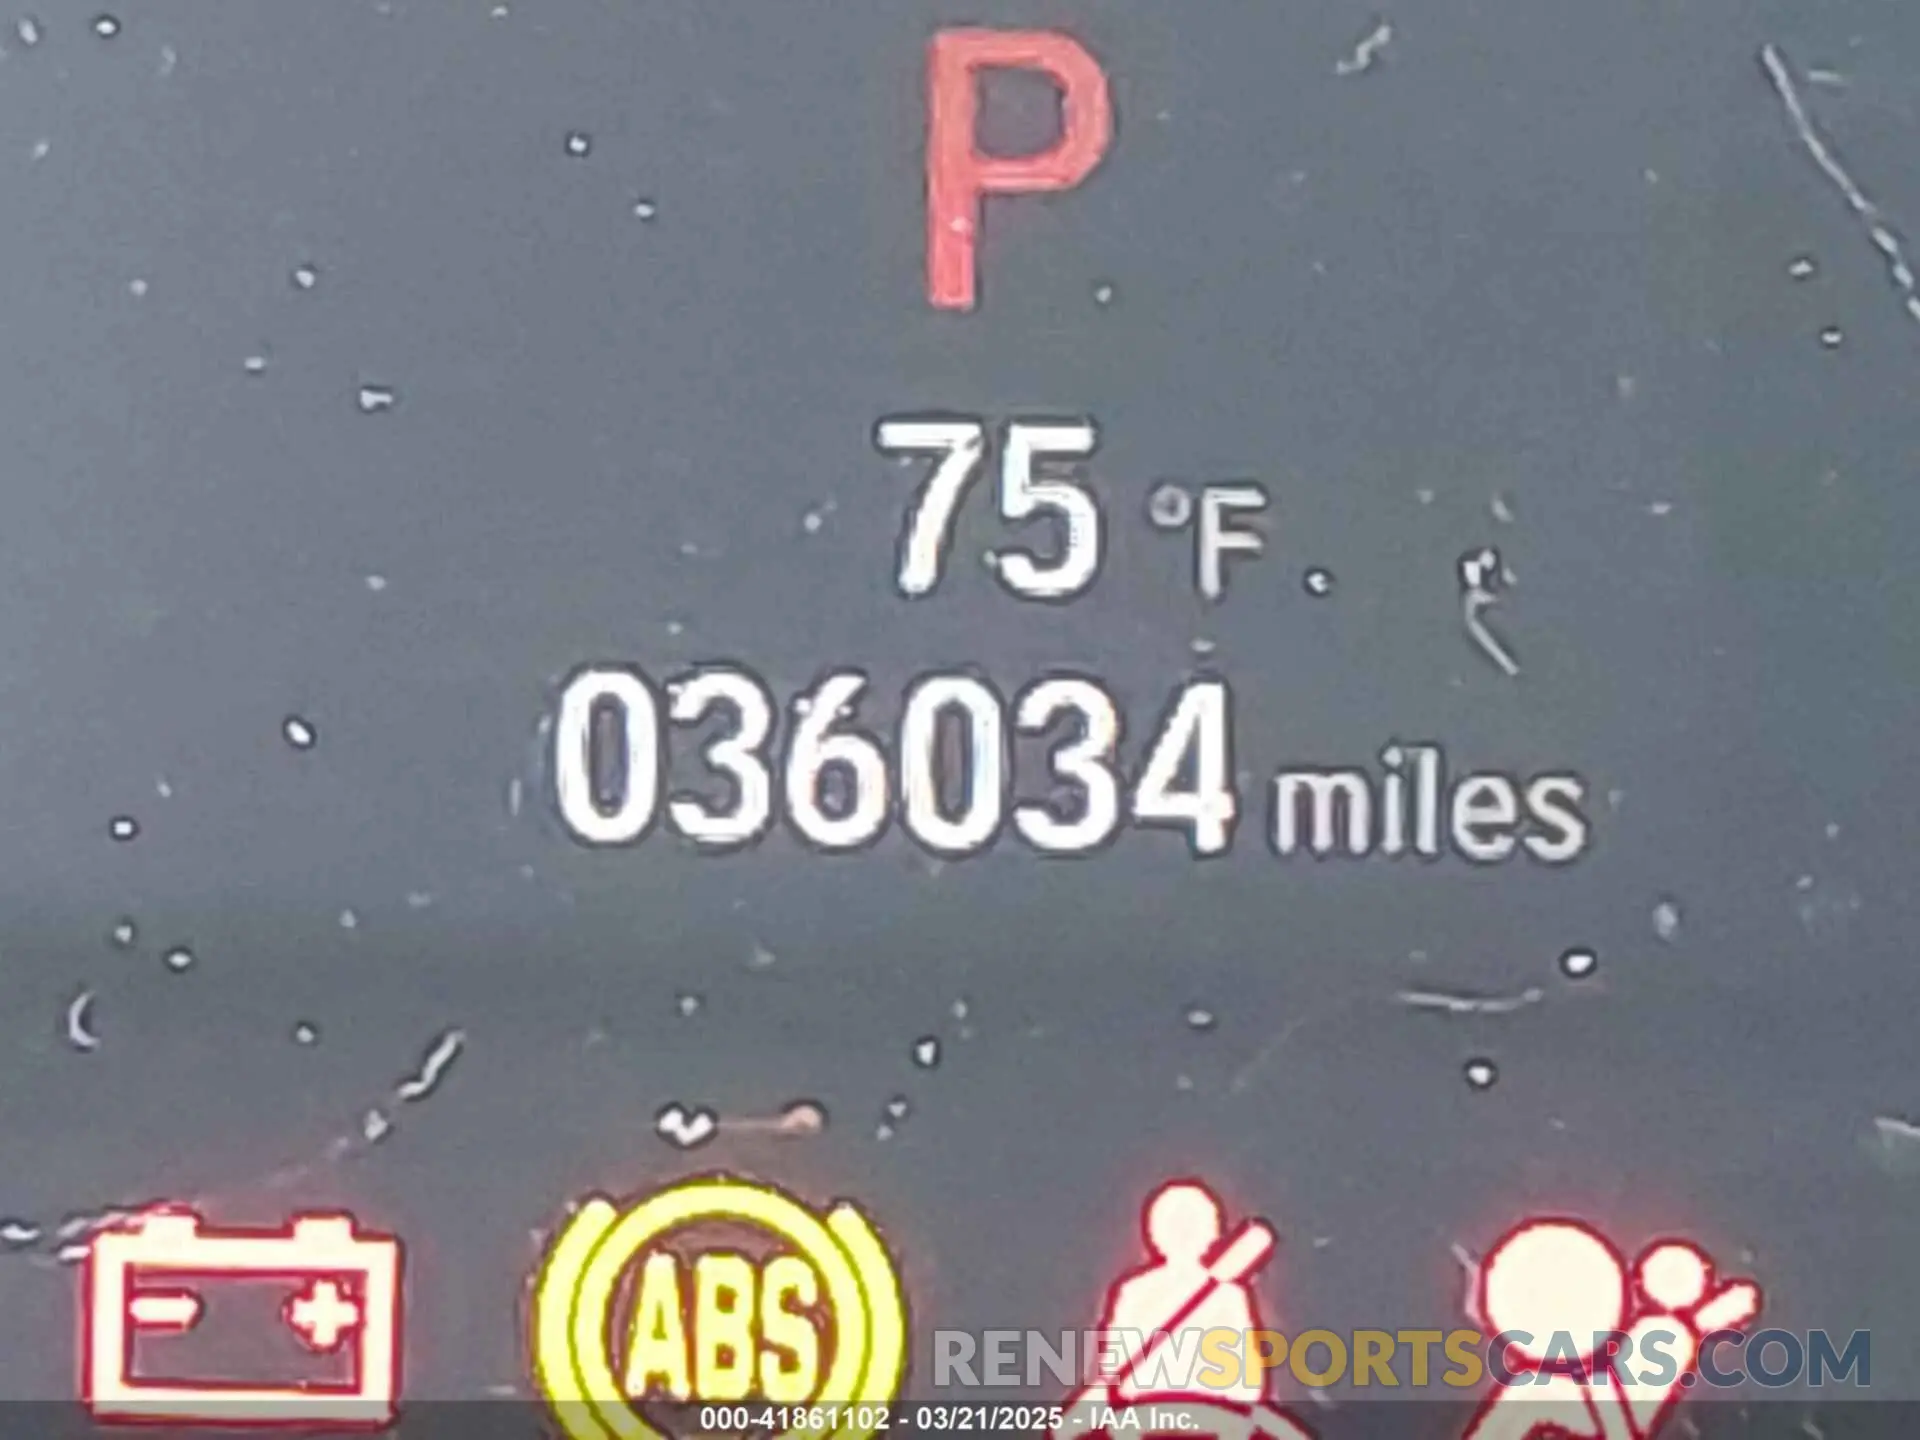 P
75 °F
036034 miles
ABS
RENEWSPORTSCARS.COM
000-41861102 - 03/21/2025 - IAA Inc.